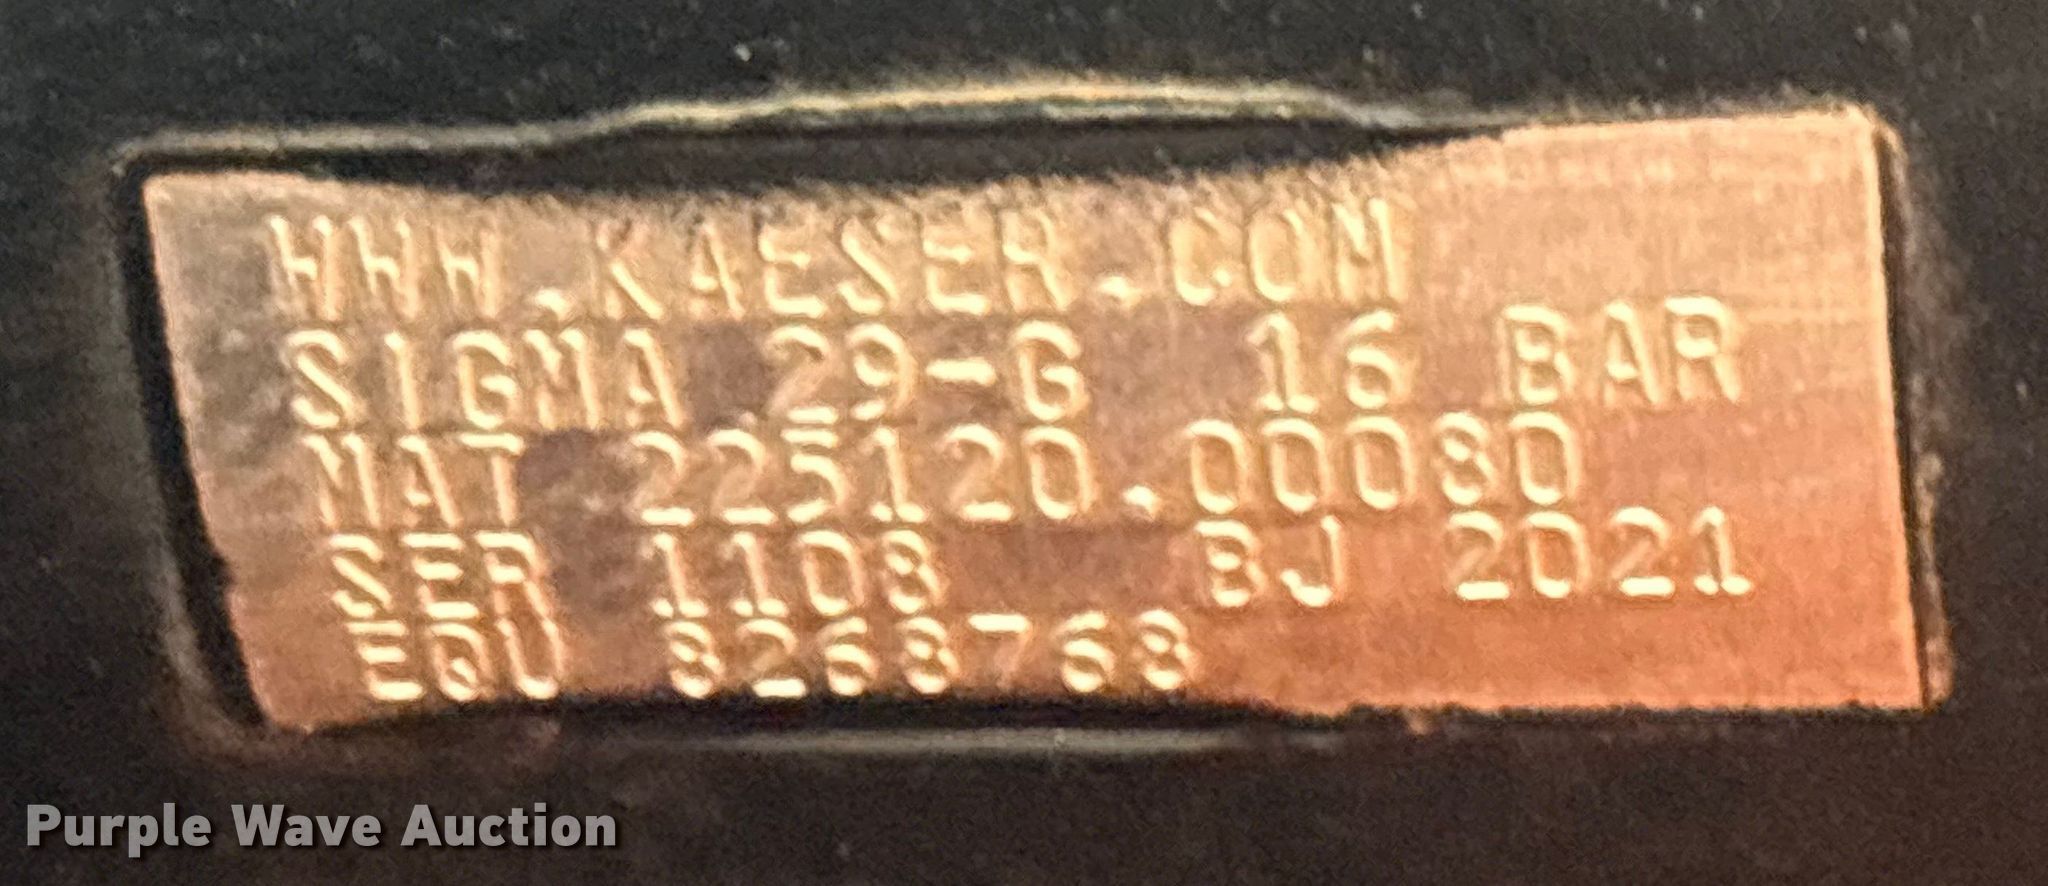 WWW.KAESER.COM
SIGMA 29-G 16 BAR
MAT 225120.00080
SER 1108 BJ 2021
EQU 8268768
Purple Wave Auction